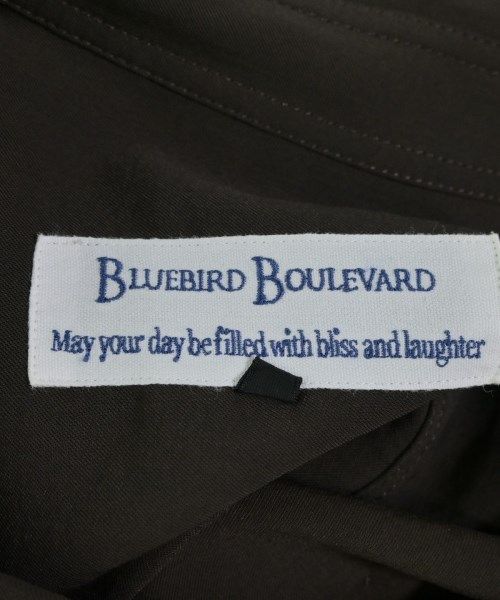 BLUEBIRD BOULEVARD
May your day be filled with bliss and laughter